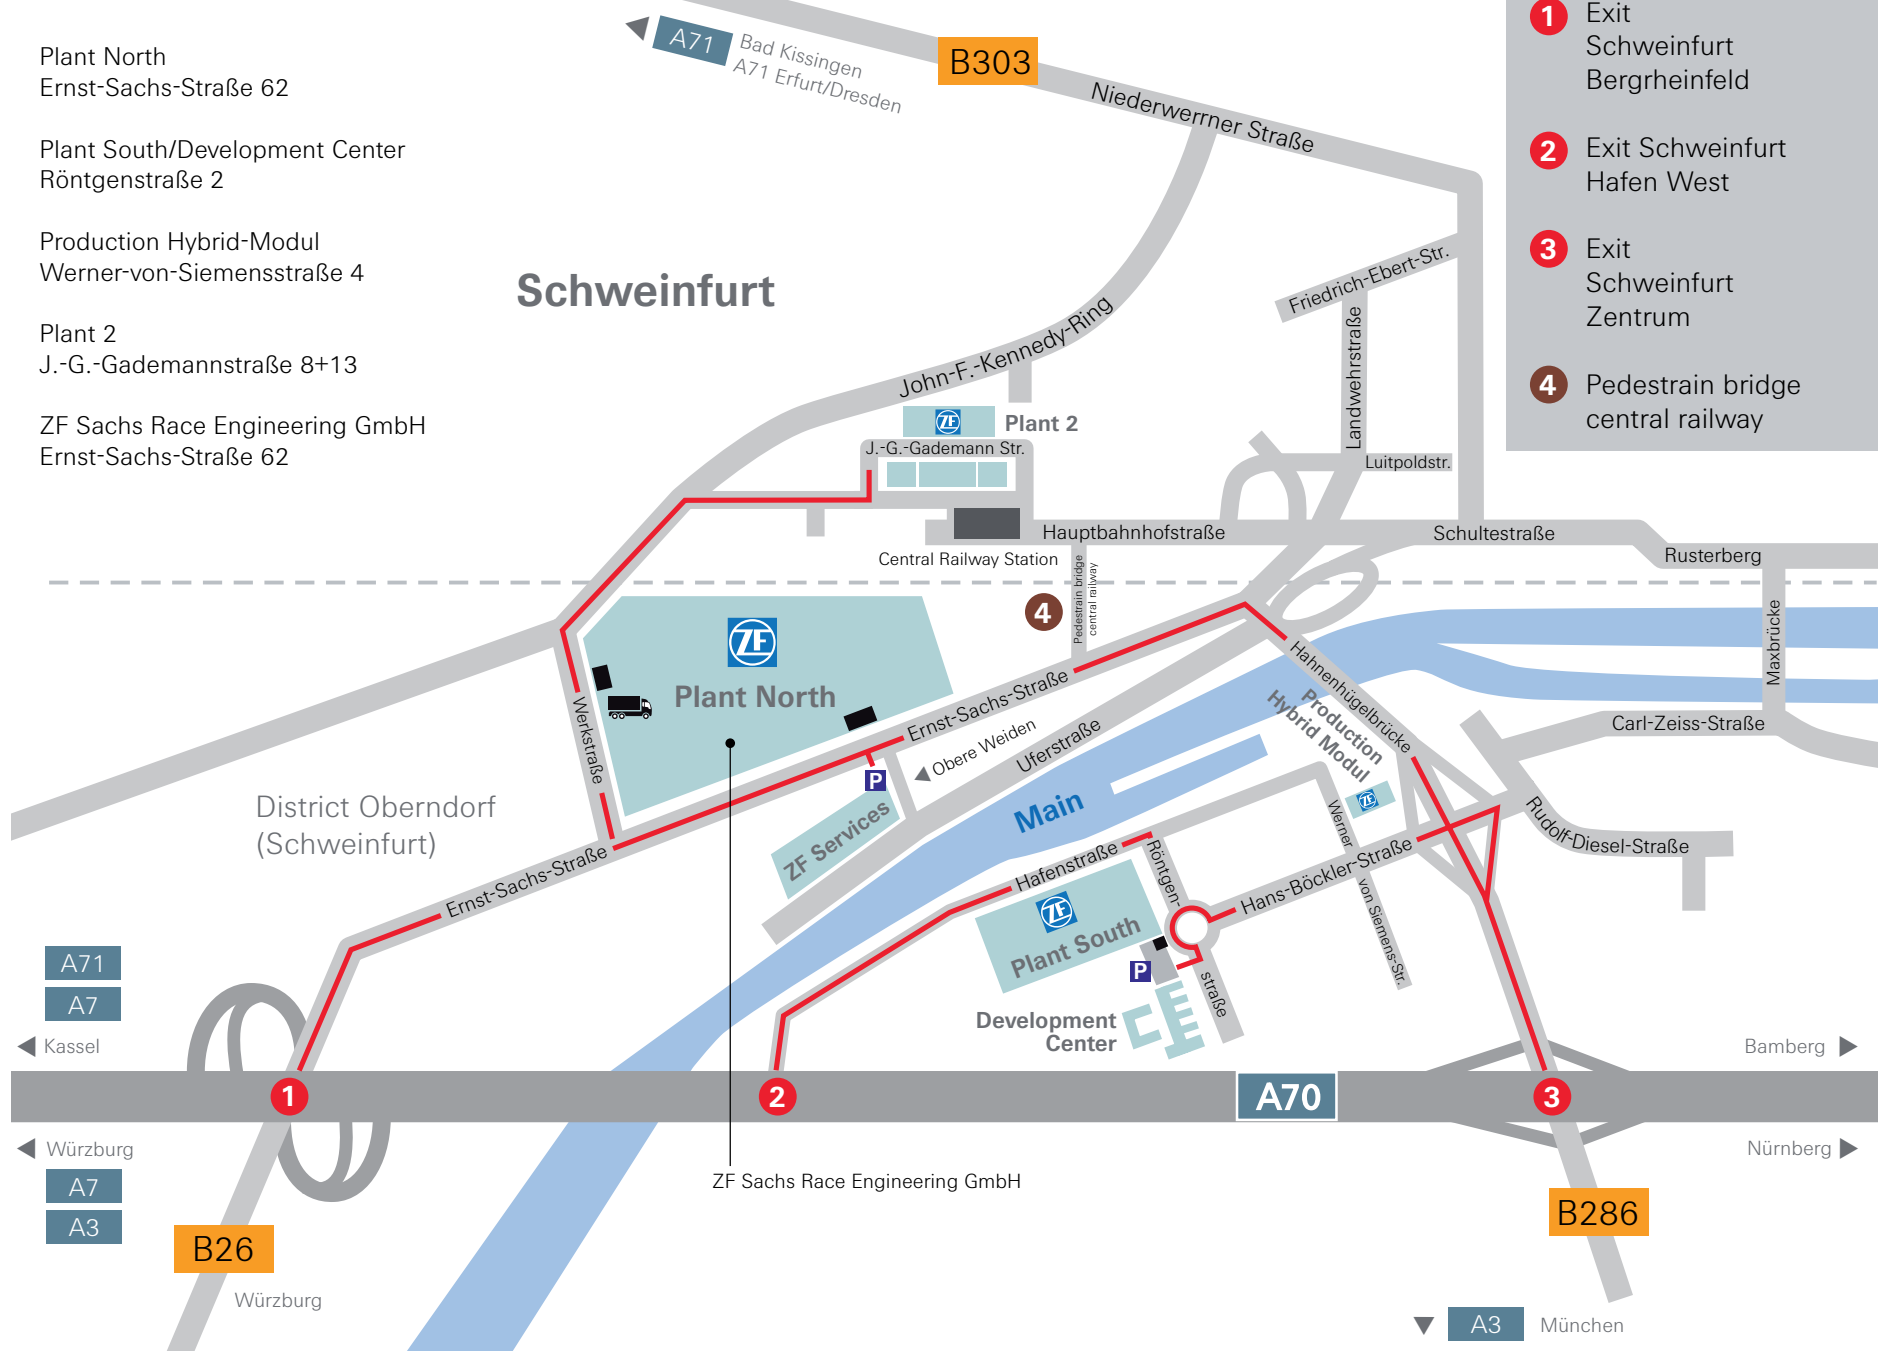 Plant North
Ernst-Sachs-Straße 62
Plant South/Development Center
Röntgenstraße 2
Production Hybrid-Modul
Werner-von-Siemensstraße 4
Plant 2
J.-G.-Gademannstraße 8+13
ZF Sachs Race Engineering GmbH
Ernst-Sachs-Straße 62
A71
Bad Kissingen
A71 Erfurt/Dresden
B303
Niederwerrner Straße
1 Exit
Schweinfurt
Bergrheinfeld
2 Exit Schweinfurt
Hafen West
3 Exit
Schweinfurt
Zentrum
4 Pedestrain bridge
central railway
Schweinfurt
John-F.-Kennedy-Ring
Friedrich-Ebert-Str.
Landwehrstraße
Luitpoldstr.
ZF
Plant 2
J.-G.-Gademann Str.
Hauptbahnhofstraße
Schultestraße
Rusterberg
Central Railway Station
Pedestrain bridge
central railway
4
Maxbrücke
ZF
Plant North
Werkstraße
Ernst-Sachs-Straße
Obere Weiden
Uferstraße
Hahnenhügelbrücke
Production
Hybrid Modul
ZF
Carl-Zeiss-Straße
Rudolf-Diesel-Straße
P
ZF Services
Main
District Oberndorf
(Schweinfurt)
Ernst-Sachs-Straße
Hafenstraße
Röntgen-
straße
Hans-Böckler-Straße
Werner
von Siemens-Str.
ZF
Plant South
P
Development
Center
A71
A7
Kassel
Bamberg
1
2
A70
3
Würzburg
A7
A3
Nürnberg
ZF Sachs Race Engineering GmbH
B26
Würzburg
B286
A3
München